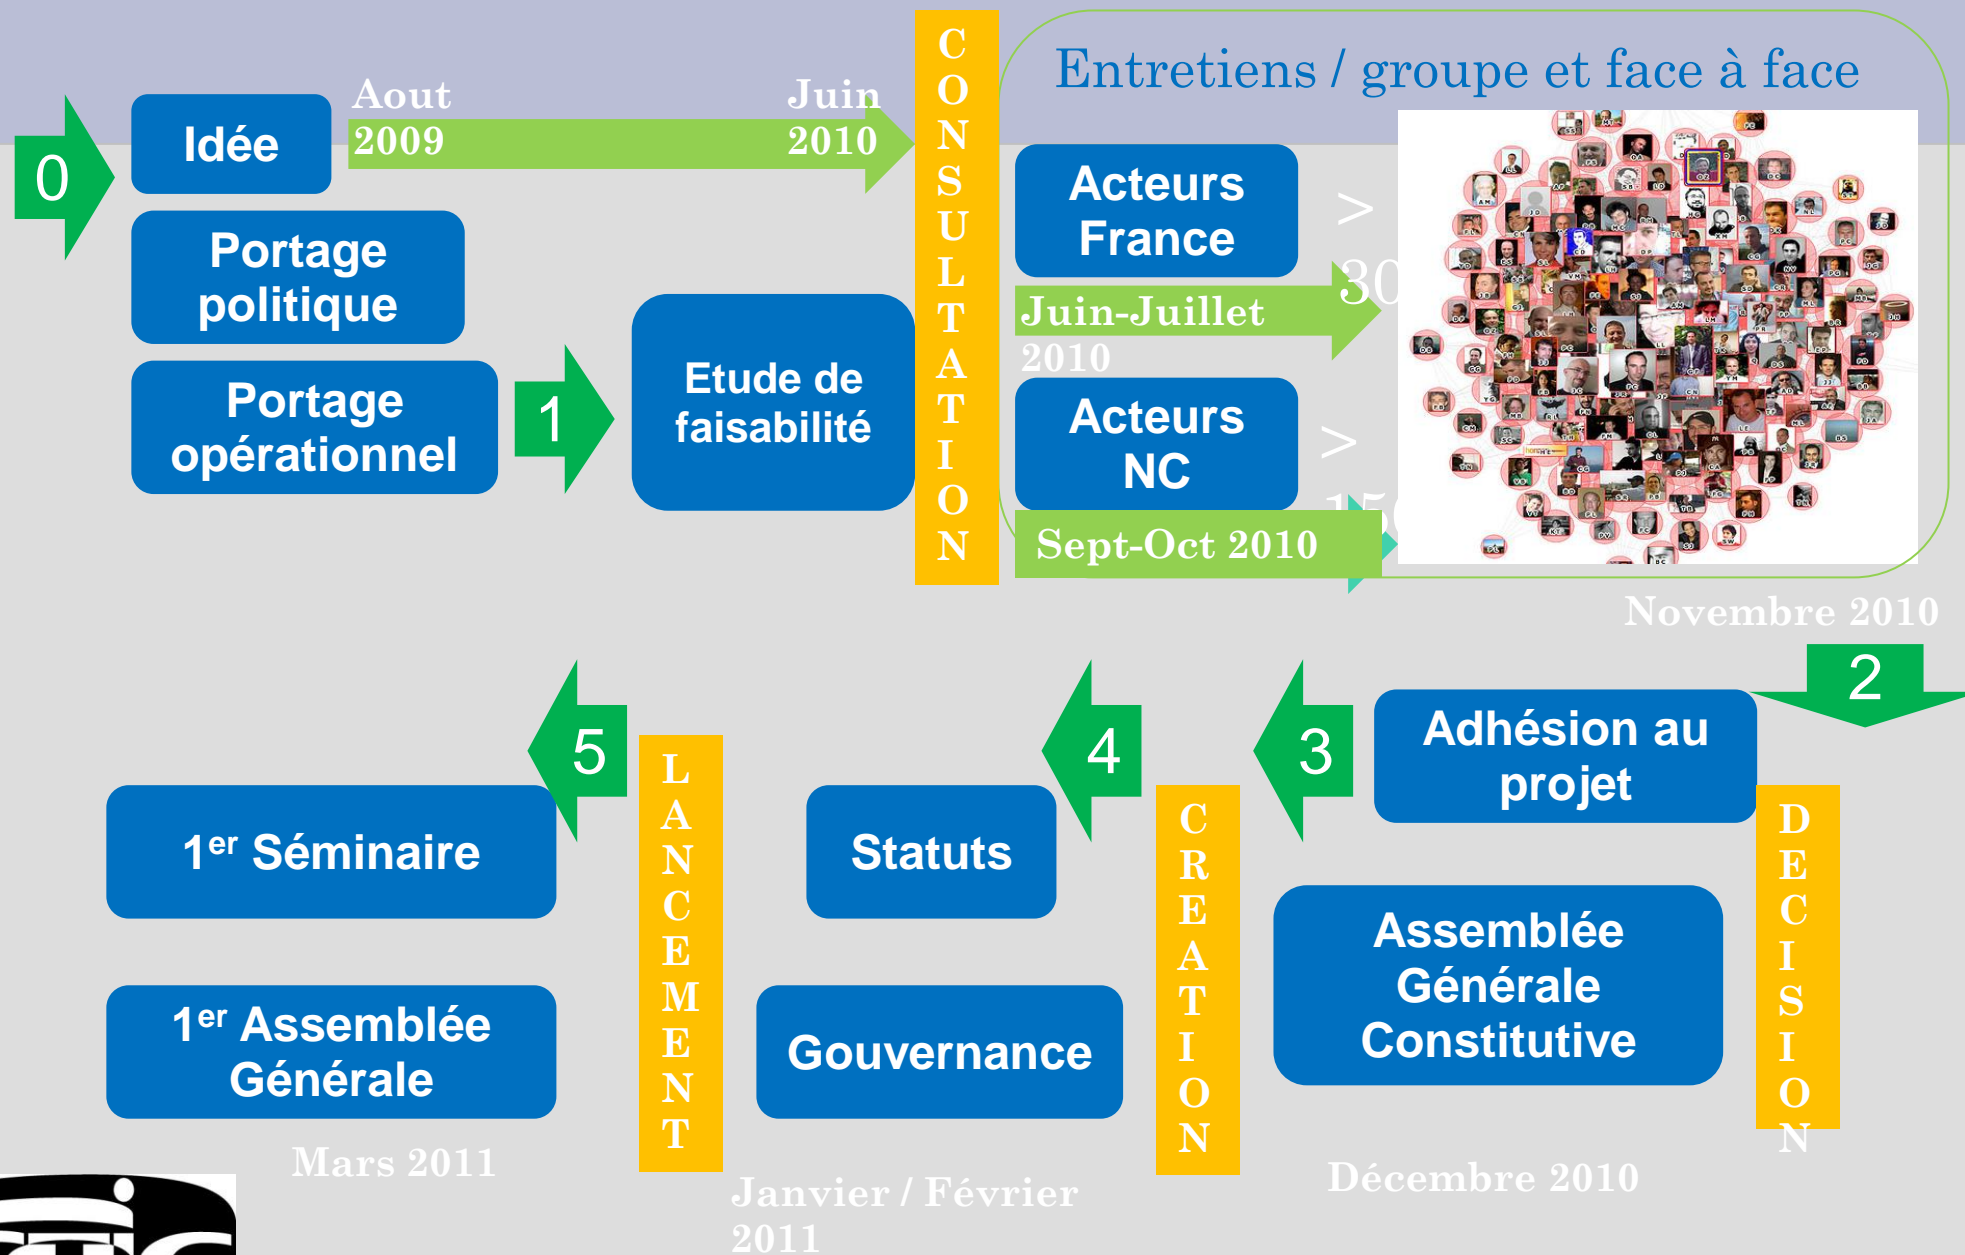 Entretiens / groupe et face à face
0
Idée
Aout
2009
Juin
2010
Portage
politique
Portage
opérationnel
1
Etude de
faisabilité
CONSULTATION
Acteurs
France
>
30
Juin-Juillet
2010
Acteurs
NC
>
Sept-Oct 2010
Novembre 2010
2
Adhésion au
projet
DECISION
Assemblée
Générale
Constitutive
Décembre 2010
3
CREATION
4
Statuts
Gouvernance
Janvier / Février
2011
LANCEMENT
5
1er Séminaire
1er Assemblée
Générale
Mars 2011